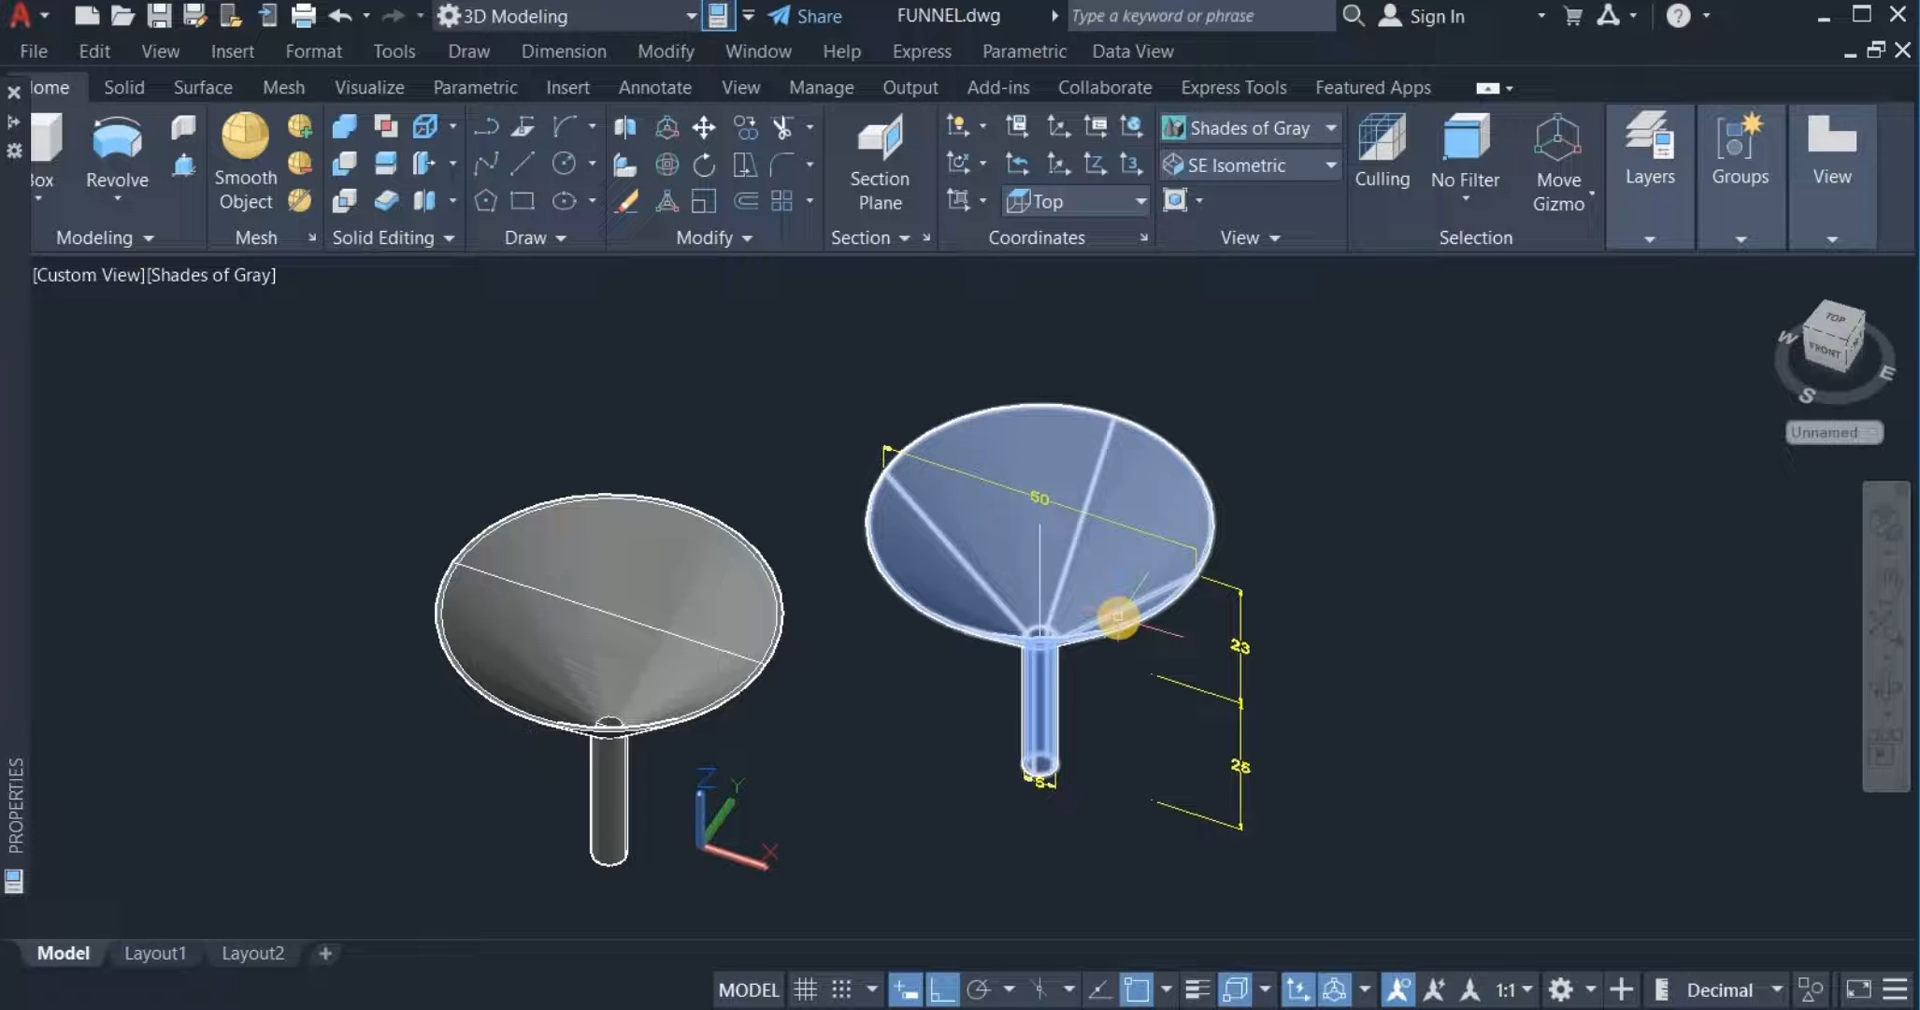 3D Modeling
Share
FUNNEL.dwg
Type a keyword or phrase
Sign In
File Edit View Insert Format Tools Draw Dimension Modify Window Help Express Parametric Data View
ome Solid Surface Mesh Visualize Parametric Insert Annotate View Manage Output Add-ins Collaborate Express Tools Featured Apps
Box
Revolve
Smooth
Object
Section
Plane
Top
Shades of Gray
SE Isometric
Culling
No Filter
Move
Gizmo
Layers
Groups
View
Modeling
Mesh
Solid Editing
Draw
Modify
Section
Coordinates
View
Selection
[Custom View][Shades of Gray]
TOP
FRONT
W
S
E
Unnamed
50
23
25
5
Z
Y
X
PROPERTIES
Model Layout1 Layout2 +
MODEL
1:1
Decimal